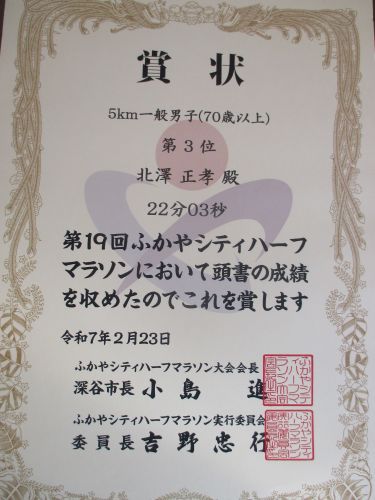 賞状
5km一般男子(70歳以上)
第3位
北澤 正孝 殿
22分03秒
第19回ふかやシティハーフ
マラソンにおいて頭書の成績
を収めたのでこれを賞します
令和7年2月23日
ふかやシティハーフマラソン大会会長
深谷市長 小島 進
ふかやシティハーフマラソン実行委員会
委員長 吉野忠行